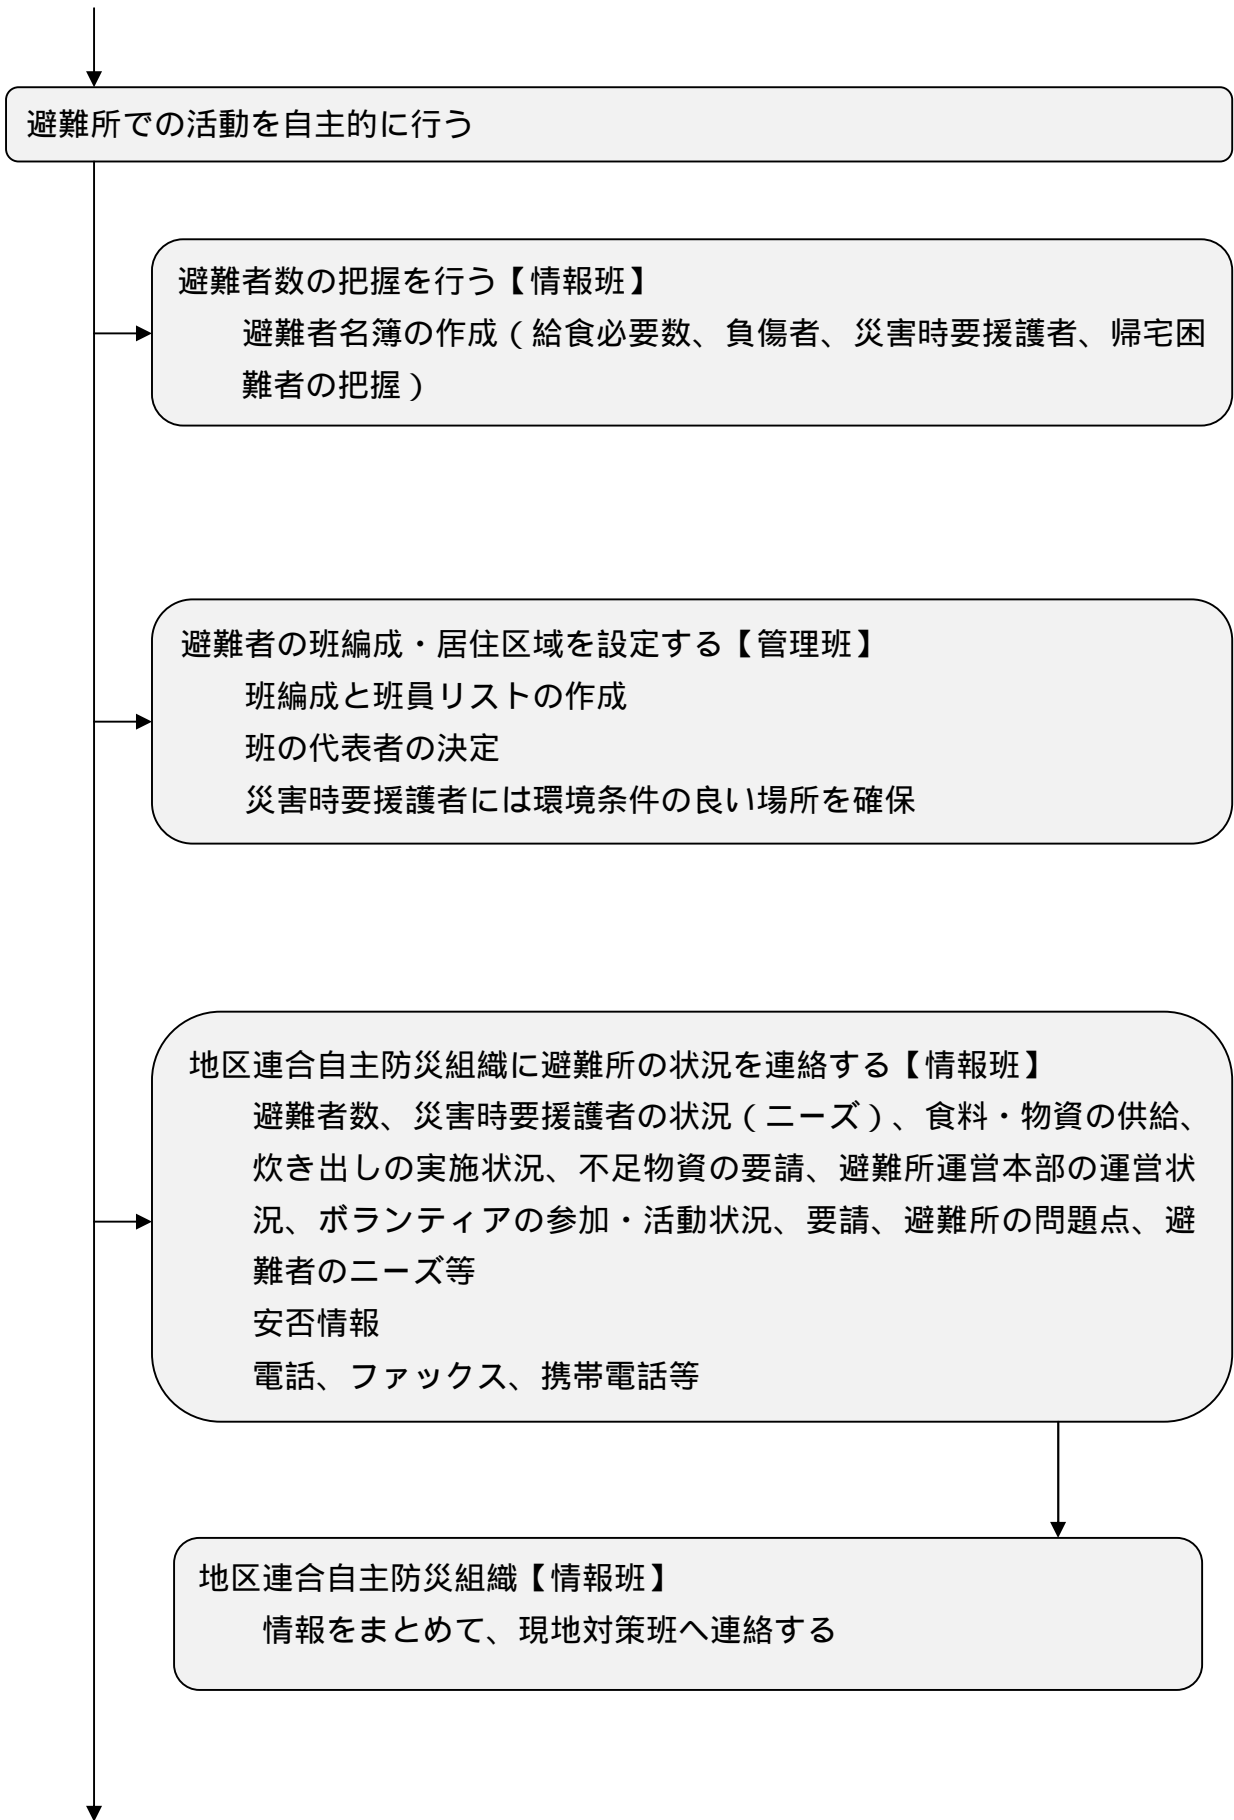 避難所での活動を自主的に行う
避難者数の把握を行う【情報班】
避難者名簿の作成(給食必要数、負傷者、災害時要援護者、帰宅困
難者の把握)
避難者の班編成・居住区域を設定する【管理班】
班編成と班員リストの作成
班の代表者の決定
災害時要援護者には環境条件の良い場所を確保
地区連合自主防災組織に避難所の状況を連絡する【情報班】
避難者数、災害時要援護者の状況(ニーズ)、食料・物資の供給、
炊き出しの実施状況、不足物資の要請、避難所運営本部の運営状
況、ボランティアの参加・活動状況、要請、避難所の問題点、避
難者のニーズ等
安否情報
電話、ファックス、携帯電話等
地区連合自主防災組織【情報班】
情報をまとめて、現地対策班へ連絡する